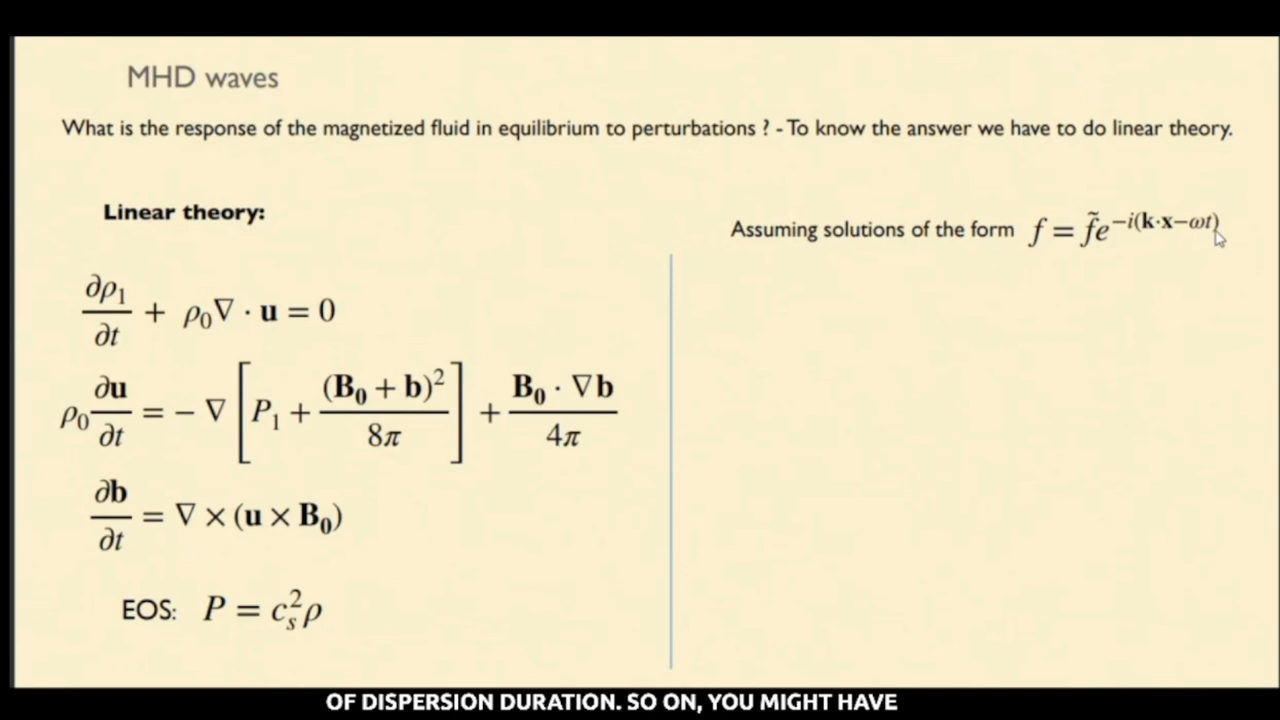 MHD waves
What is the response of the magnetized fluid in equilibrium to perturbations ? - To know the answer we have to do linear theory.
Linear theory:
Assuming solutions of the form f = f̃e^{−i(k·x−ωt)}
∂ρ₁/∂t + ρ₀∇ · u = 0
ρ₀ ∂u/∂t = − ∇ [P₁ + (B₀ + b)²/8π] + B₀ · ∇b/4π
∂b/∂t = ∇ × (u × B₀)
EOS: P = c_s²ρ
OF DISPERSION DURATION. SO ON, YOU MIGHT HAVE